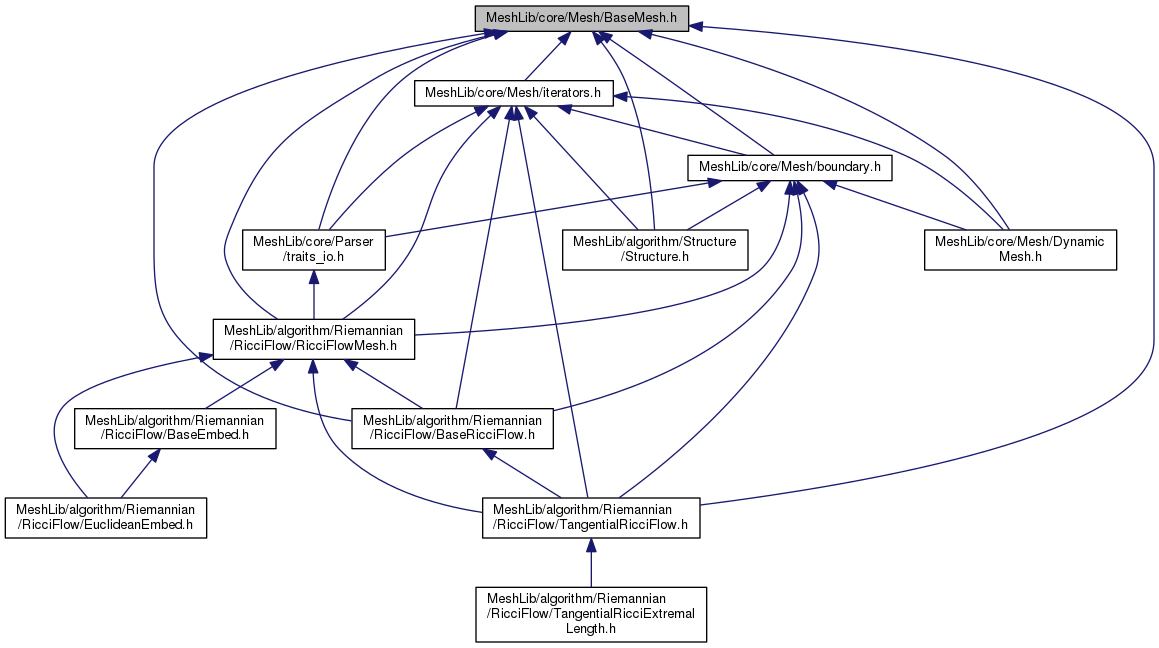 MeshLib/core/Mesh/BaseMesh.h
MeshLib/core/Mesh/iterators.h
MeshLib/core/Mesh/boundary.h
MeshLib/core/Parser
/traits_io.h
MeshLib/algorithm/Structure
/Structure.h
MeshLib/core/Mesh/Dynamic
Mesh.h
MeshLib/algorithm/Riemannian
/RicciFlow/RicciFlowMesh.h
MeshLib/algorithm/Riemannian
/RicciFlow/BaseEmbed.h
MeshLib/algorithm/Riemannian
/RicciFlow/BaseRicciFlow.h
MeshLib/algorithm/Riemannian
/RicciFlow/EuclideanEmbed.h
MeshLib/algorithm/Riemannian
/RicciFlow/TangentialRicciFlow.h
MeshLib/algorithm/Riemannian
/RicciFlow/TangentialRicciExtremal
Length.h